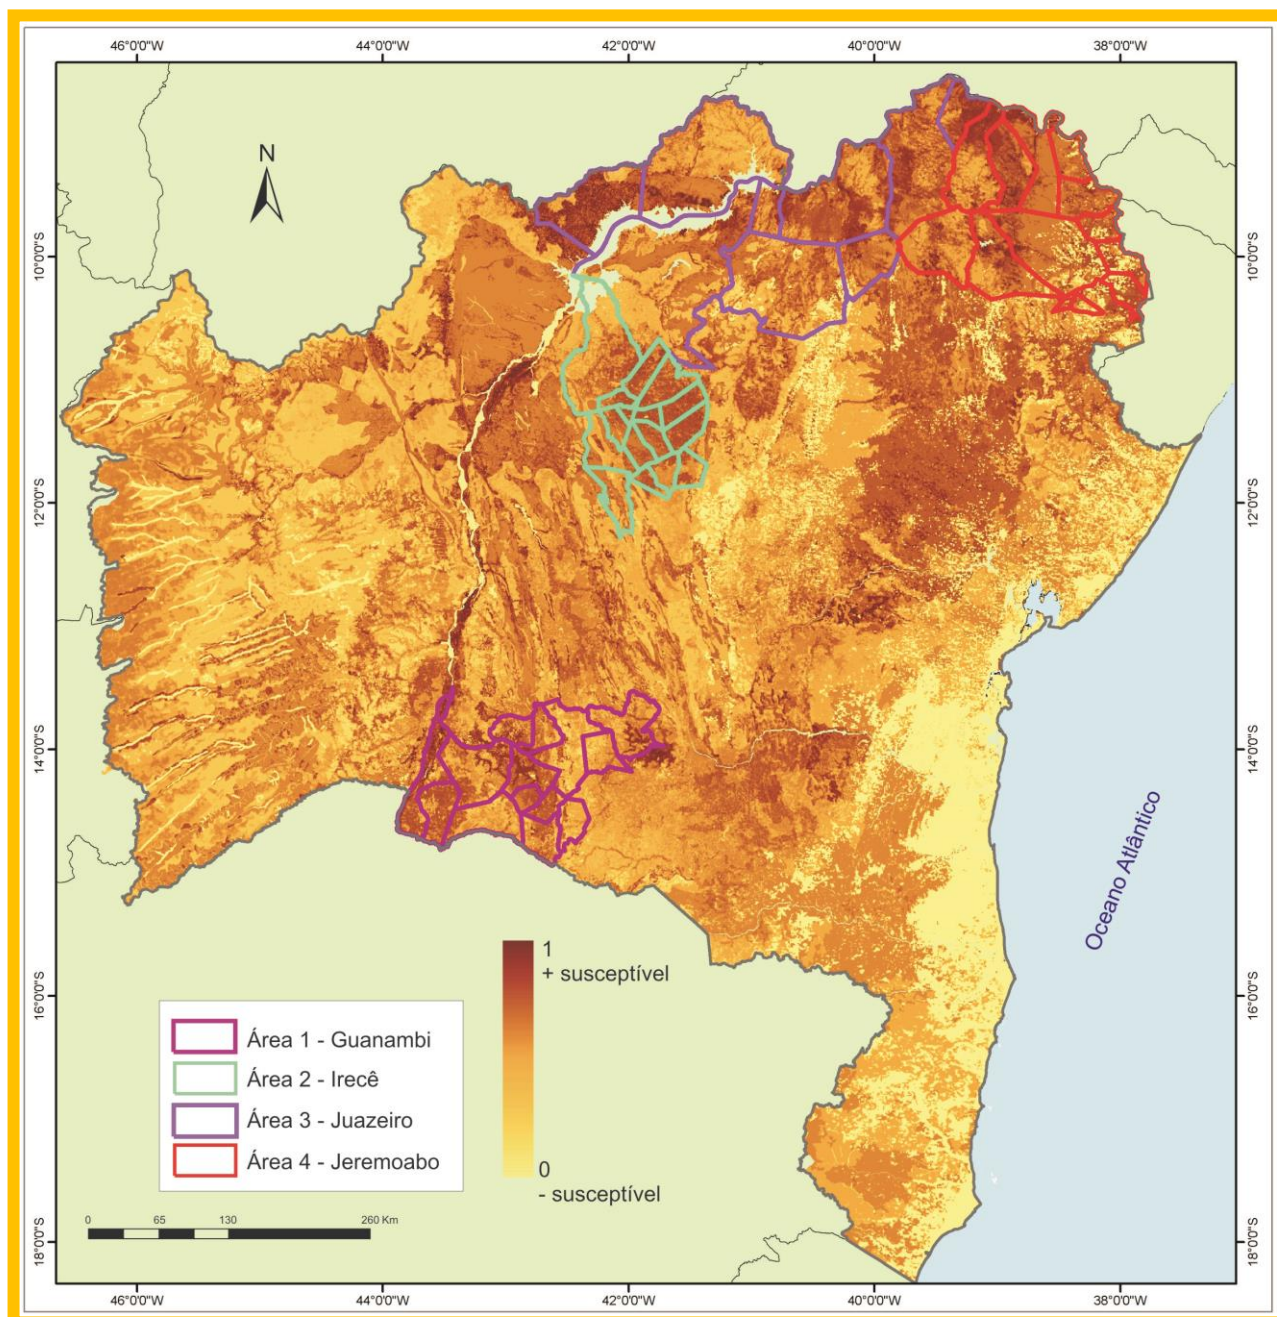 46°0'0"W 44°0'0"W 42°0'0"W 40°0'0"W 38°0'0"W
N
10°0'0"S 10°0'0"S
12°0'0"S 12°0'0"S
14°0'0"S 14°0'0"S
Oceano Atlântico
1
+ susceptível
16°0'0"S 16°0'0"S
Área 1 - Guanambi
Área 2 - Irecê
Área 3 - Juazeiro
Área 4 - Jeremoabo
0
- susceptível
0 65 130 260 Km
18°0'0"S 18°0'0"S
46°0'0"W 44°0'0"W 42°0'0"W 40°0'0"W 38°0'0"W